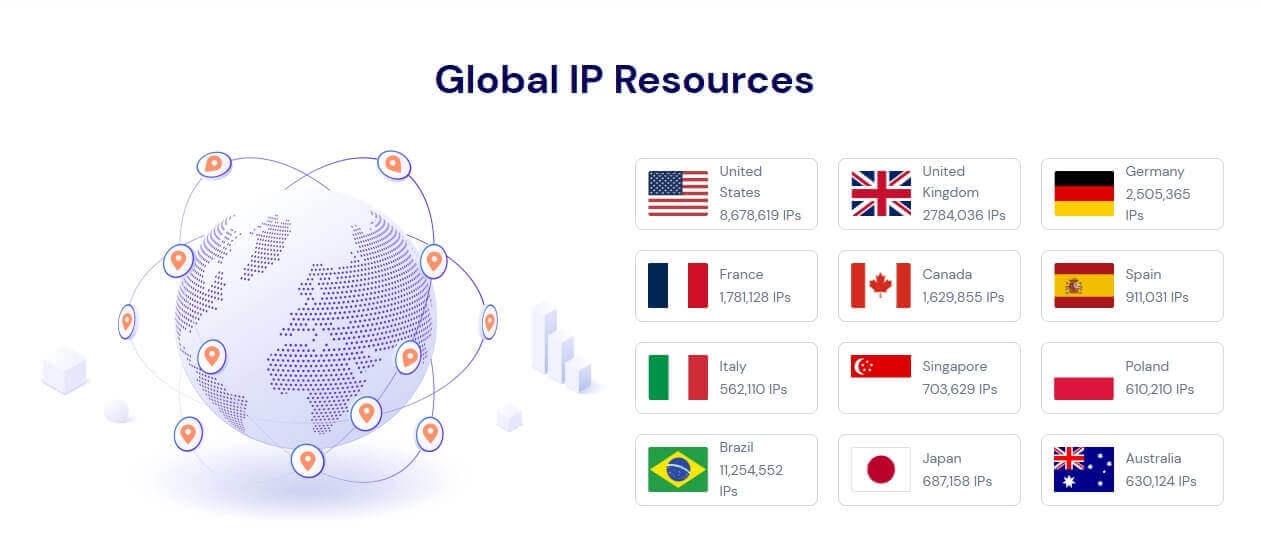 Global IP Resources
United
States
8,678,619 IPs
United
Kingdom
2784,036 IPs
Germany
2,505,365
IPs
France
1,781,128 IPs
Canada
1,629,855 IPs
Spain
911,031 IPs
Italy
562,110 IPs
Singapore
703,629 IPs
Poland
610,210 IPs
Brazil
11,254,552
IPs
Japan
687,158 IPs
Australia
630,124 IPs